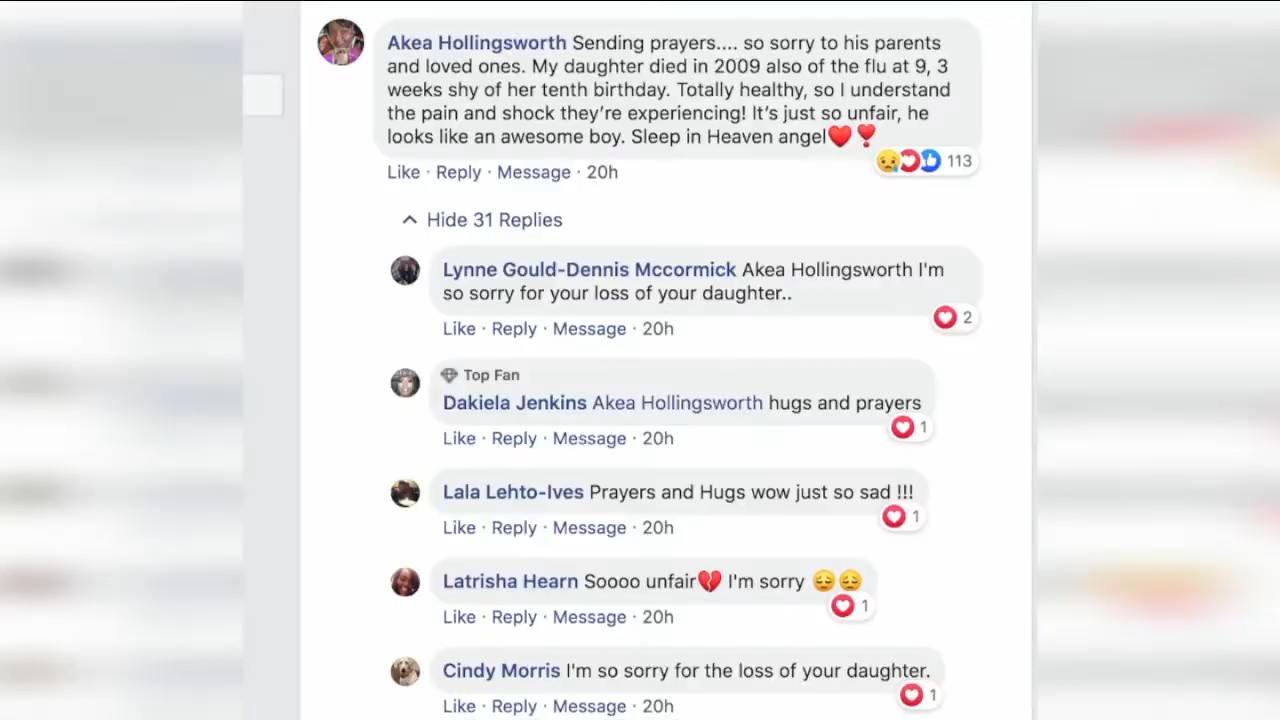 Akea Hollingsworth Sending prayers.... so sorry to his parents
and loved ones. My daughter died in 2009 also of the flu at 9, 3
weeks shy of her tenth birthday. Totally healthy, so I understand
the pain and shock they’re experiencing! It’s just so unfair, he
looks like an awesome boy. Sleep in Heaven angel❤️❣️
113
Like · Reply · Message · 20h
Hide 31 Replies
Lynne Gould-Dennis Mccormick Akea Hollingsworth I'm
so sorry for your loss of your daughter..
2
Like · Reply · Message · 20h
Top Fan
Dakiela Jenkins Akea Hollingsworth hugs and prayers
1
Like · Reply · Message · 20h
Lala Lehto-Ives Prayers and Hugs wow just so sad !!!
1
Like · Reply · Message · 20h
Latrisha Hearn Soooo unfair💔 I'm sorry 😔😔
1
Like · Reply · Message · 20h
Cindy Morris I'm so sorry for the loss of your daughter.
1
Like · Reply · Message · 20h